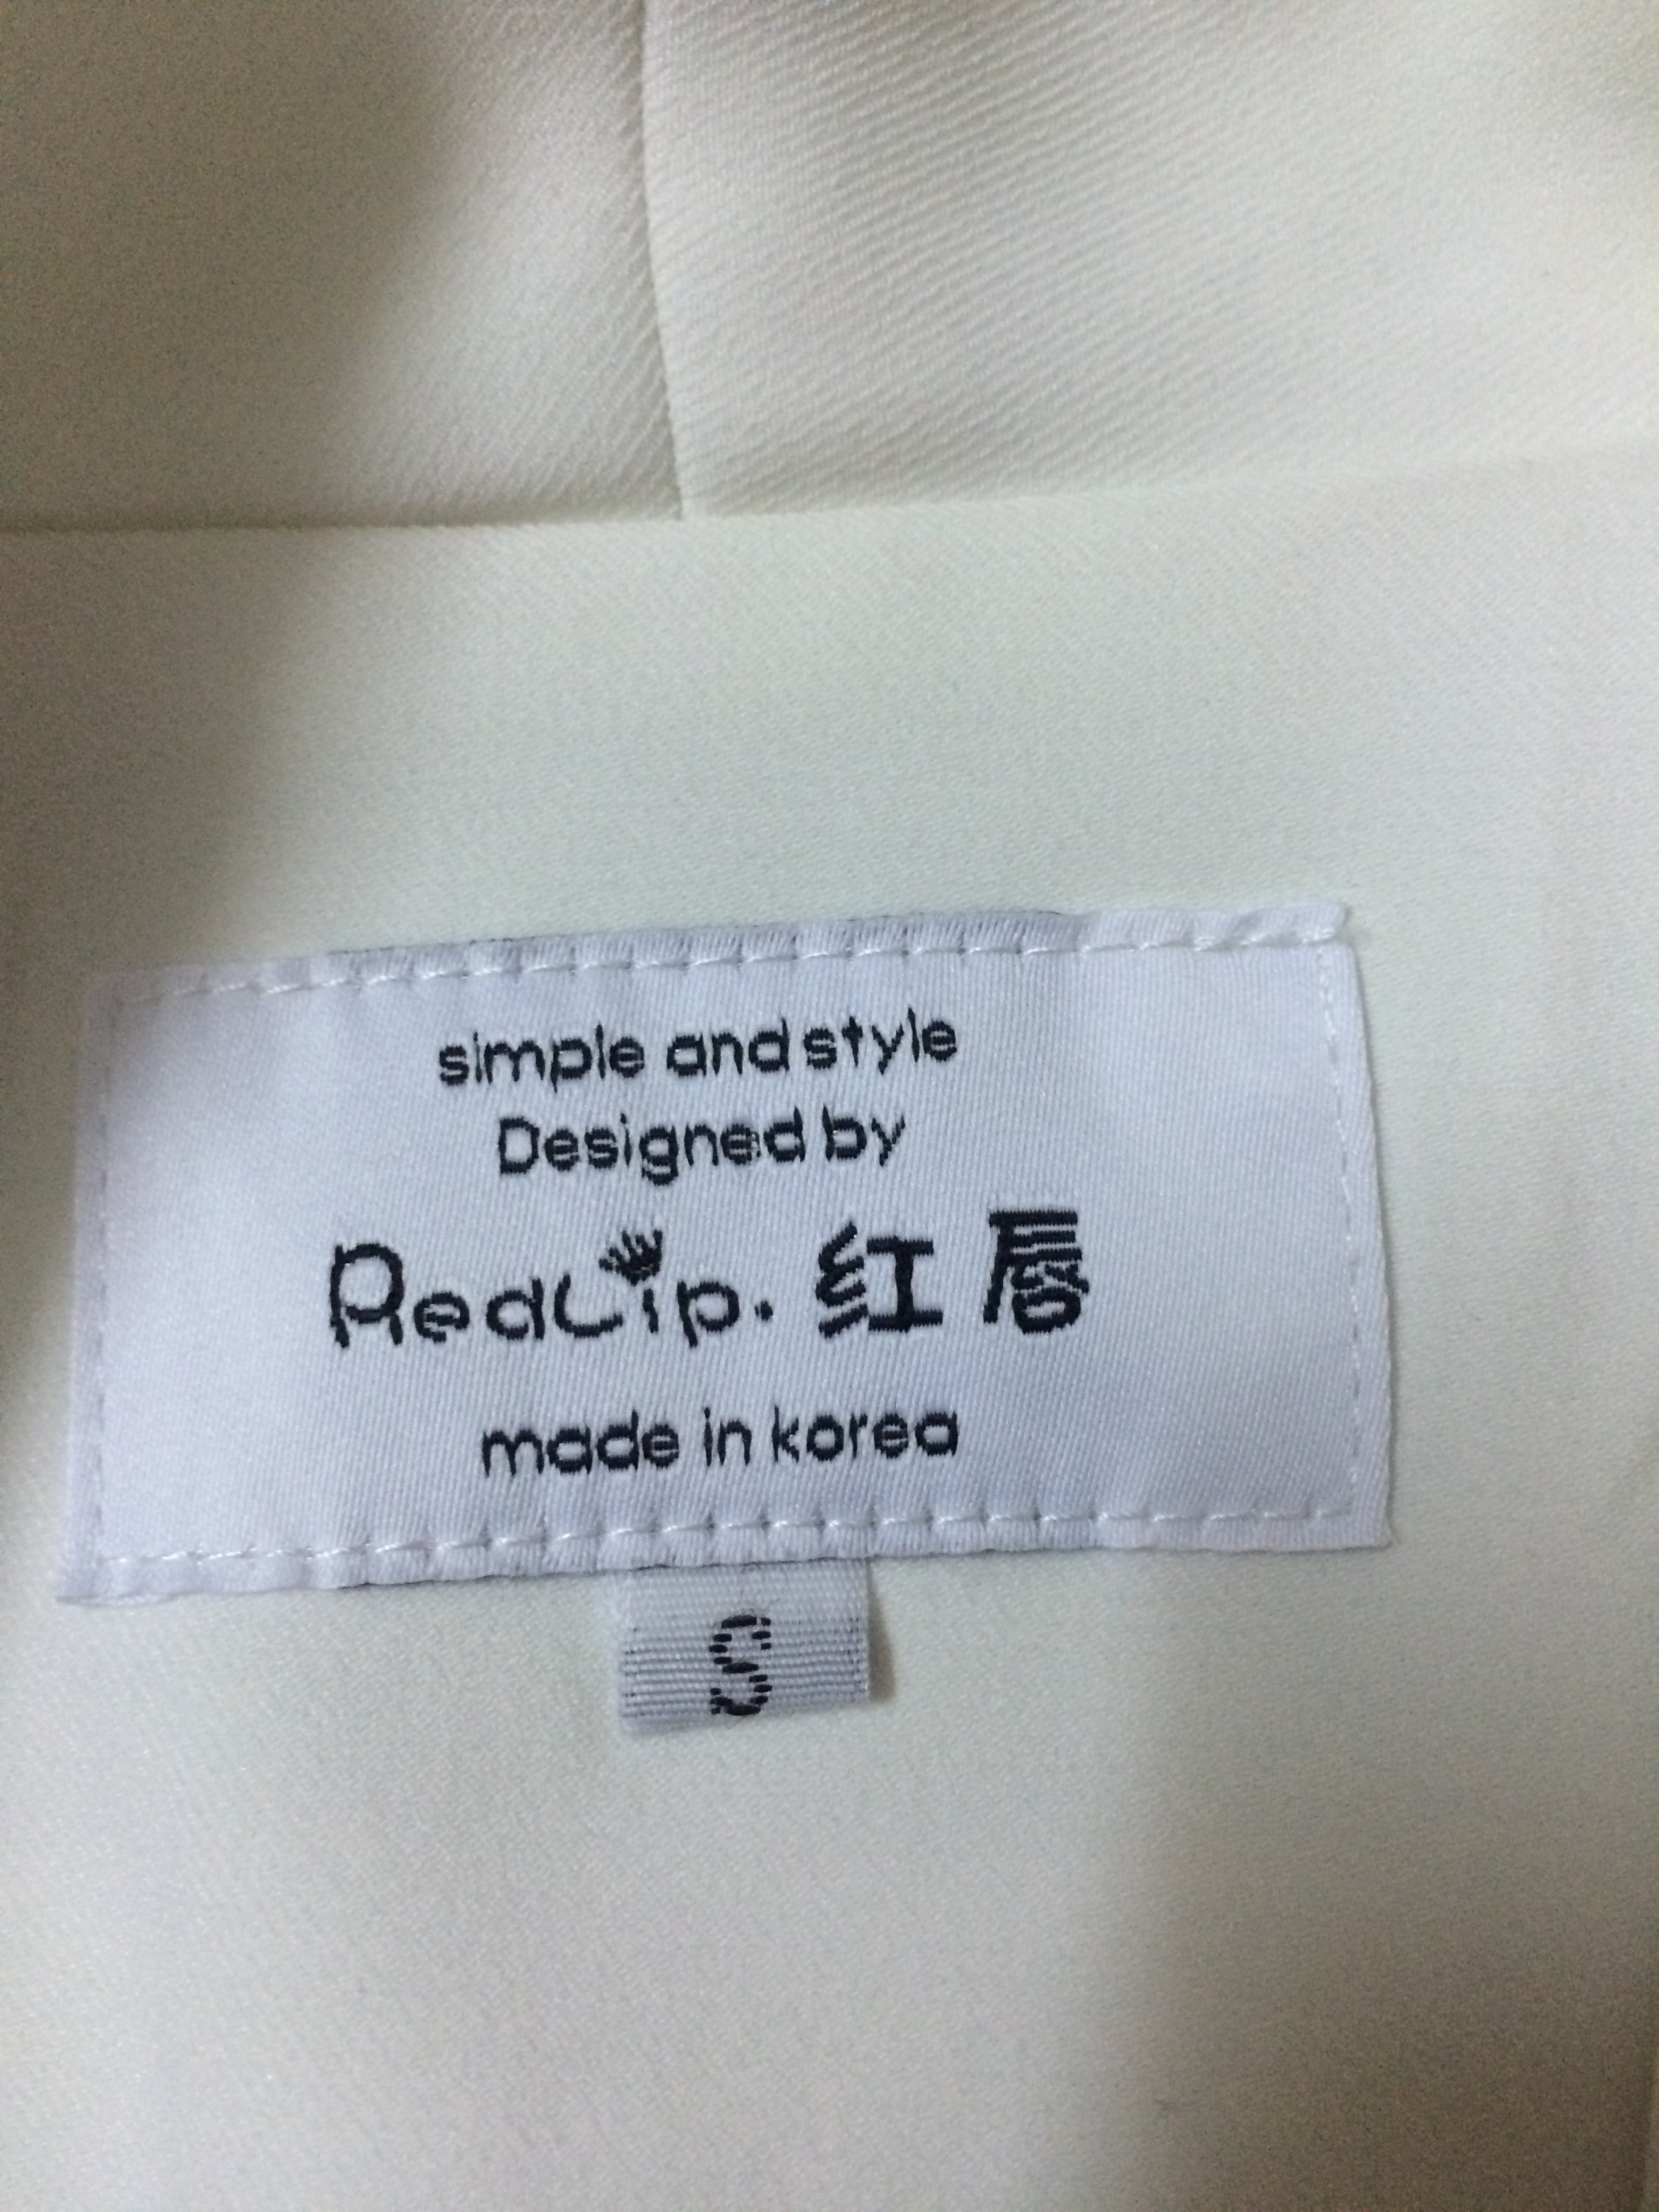 simple and style
Designed by
RedLip. 红唇
made in korea
S